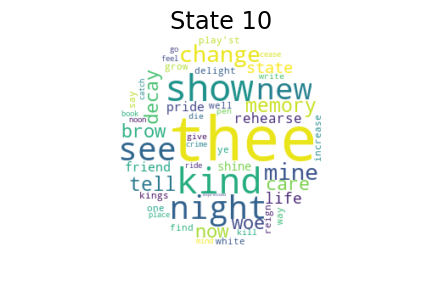 State 10
play'st
go change cease
feel grow delight state
say catch show new write
decay pride well memory
book noon pen rehearse
brow die thee increase
see give crime ye
friend ride shine mine
tell kind care
kings life
one night woe reign way
place now
find kill
mind white